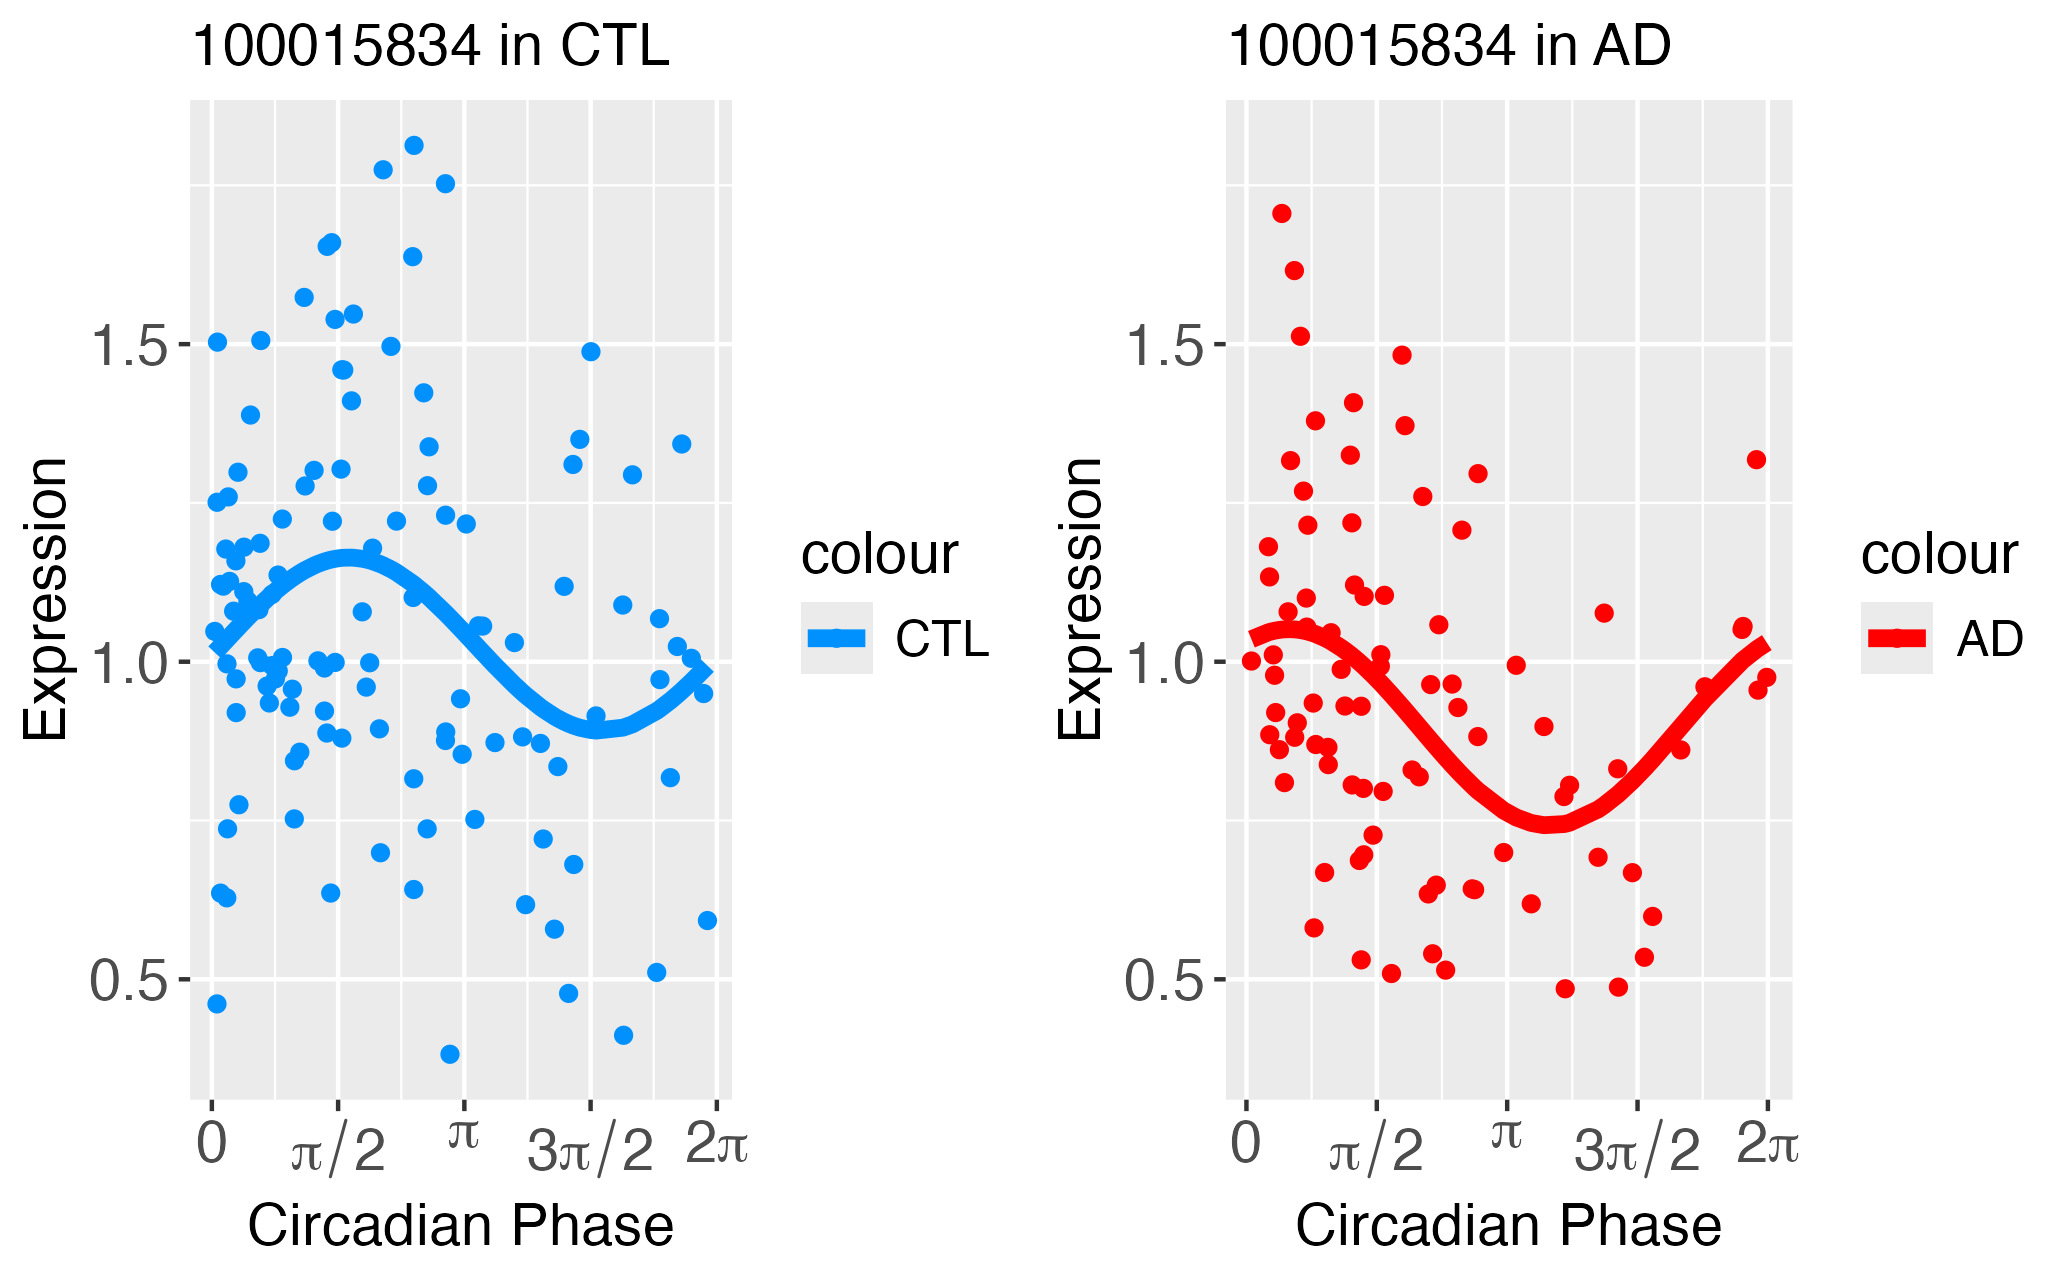 100015834 in CTL
Expression
1.5
1.0
0.5
0 π/2 π 3π/2 2π
Circadian Phase
colour
CTL
100015834 in AD
Expression
1.5
1.0
0.5
0 π/2 π 3π/2 2π
Circadian Phase
colour
AD